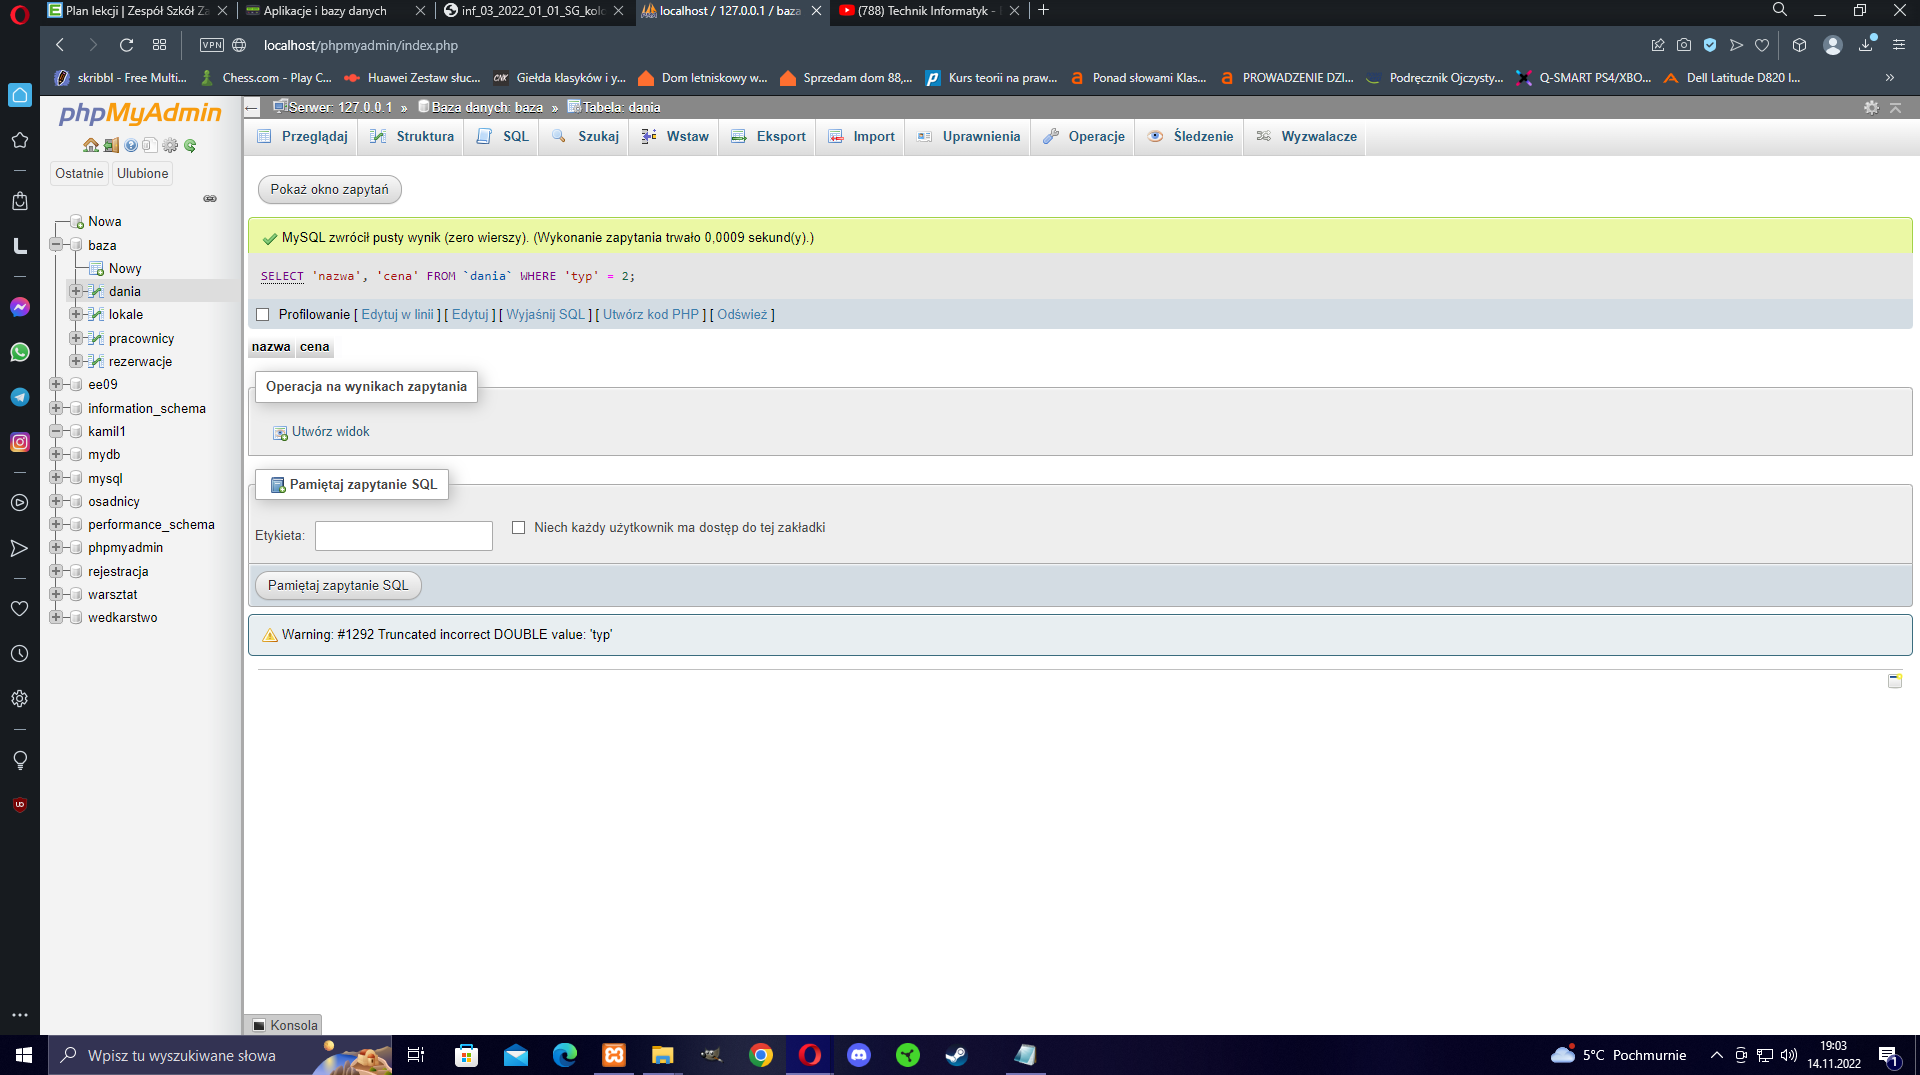 Plan lekcji | Zespół Szkół Za
Aplikacje i bazy danych
inf_03_2022_01_01_SG_kolo
localhost / 127.0.0.1 / baza
(788) Technik Informatyk -
VPN
localhost/phpmyadmin/index.php
skribbl - Free Multi...
Chess.com - Play C...
Huawei Zestaw słuc...
Giełda klasyków i y...
Dom letniskowy w...
Sprzedam dom 88,...
Kurs teorii na praw...
Ponad słowami Klas...
PROWADZENIE DZI...
Podręcznik Ojczysty...
Q-SMART PS4/XBO...
Dell Latitude D820 I...
phpMyAdmin
Ostatnie
Ulubione
Nowa
baza
Nowy
dania
lokale
pracownicy
rezerwacje
ee09
information_schema
kamil1
mydb
mysql
osadnicy
performance_schema
phpmyadmin
rejestracja
warsztat
wedkarstwo
Serwer: 127.0.0.1 » Baza danych: baza » Tabela: dania
Przeglądaj
Struktura
SQL
Szukaj
Wstaw
Eksport
Import
Uprawnienia
Operacje
Śledzenie
Wyzwalacze
Pokaż okno zapytań
MySQL zwrócił pusty wynik (zero wierszy). (Wykonanie zapytania trwało 0,0009 sekund(y).)
SELECT 'nazwa', 'cena' FROM `dania` WHERE 'typ' = 2;
Profilowanie [ Edytuj w linii ] [ Edytuj ] [ Wyjaśnij SQL ] [ Utwórz kod PHP ] [ Odśwież ]
nazwa cena
Operacja na wynikach zapytania
Utwórz widok
Pamiętaj zapytanie SQL
Etykieta:
Niech każdy użytkownik ma dostęp do tej zakładki
Pamiętaj zapytanie SQL
Warning: #1292 Truncated incorrect DOUBLE value: 'typ'
Konsola
Wpisz tu wyszukiwane słowa
5°C Pochmurnie
19:03
14.11.2022
1